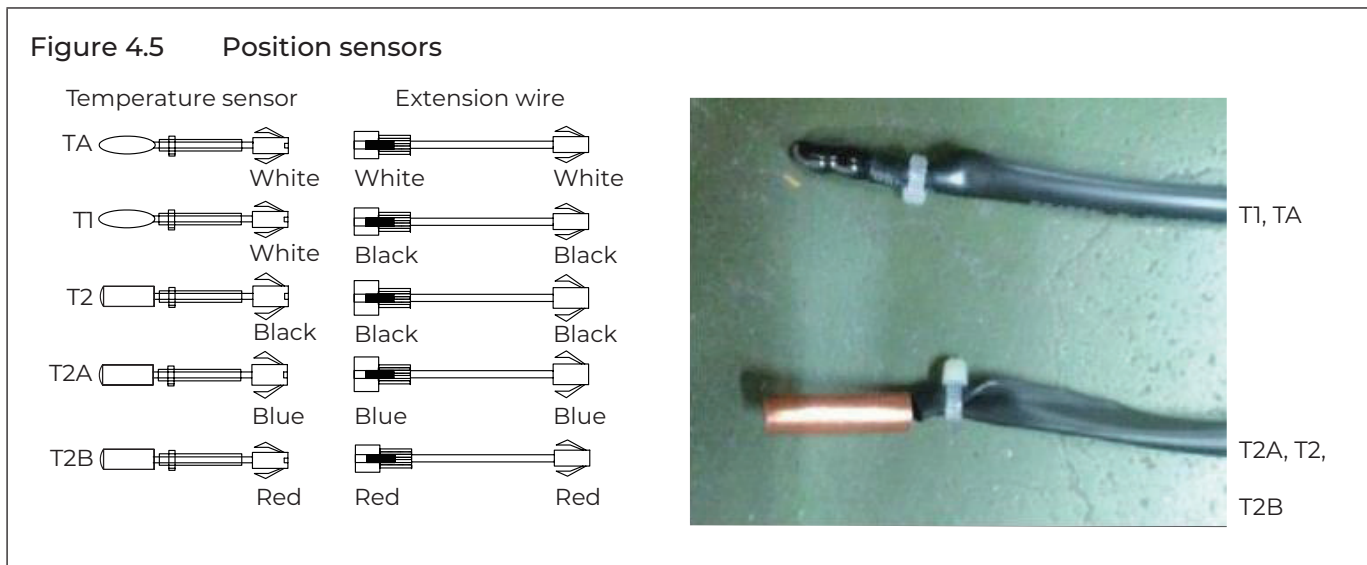 Figure 4.5 Position sensors
Temperature sensor Extension wire
TA
White White White
T1
White Black Black
T2
Black Black Black
T2A
Blue Blue Blue
T2B
Red Red Red
T1, TA
T2A, T2,
T2B